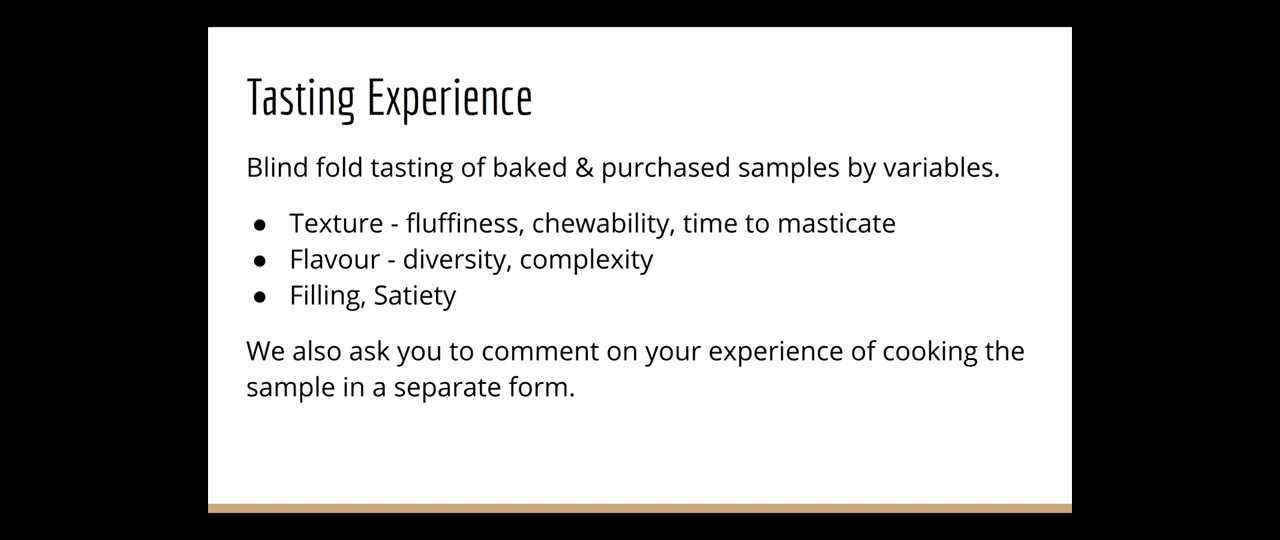 Tasting Experience
Blind fold tasting of baked & purchased samples by variables.
● Texture - fluffiness, chewability, time to masticate
● Flavour - diversity, complexity
● Filling, Satiety
We also ask you to comment on your experience of cooking the
sample in a separate form.